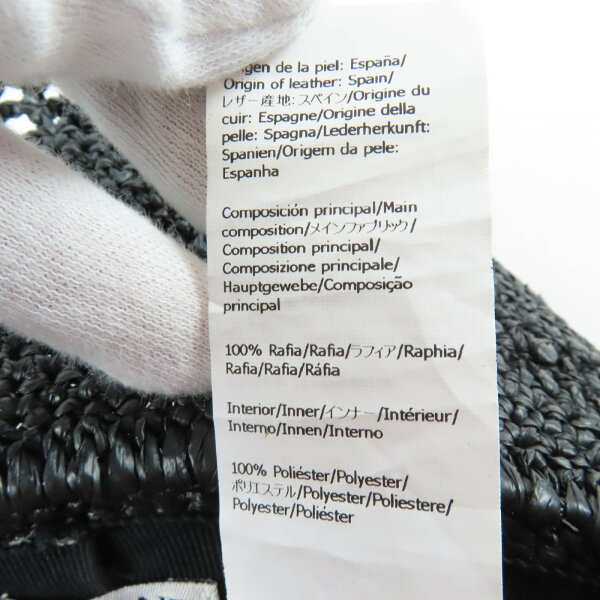 de la piel: España/
Origin of leather: Spain/
レザー産地: スペイン/Origine du
cuir: Espagne/Origine della
pelle: Spagna/Lederherkunft:
Spanien/Origem da pele:
Espanha
Composición principal/Main
composition/メインファブリック/
Composition principal/
Composizione principale/
Hauptgewebe/Composição
principal
100% Rafia/Rafia/ラフィア/Raphia/
Rafia/Rafia/Ráfia
Interior/Inner/インナー/Intérieur/
Interno/Innen/Interno
100% Poliéster/Polyester/
ポリエステル/Polyester/Poliestere/
Polyester/Poliéster